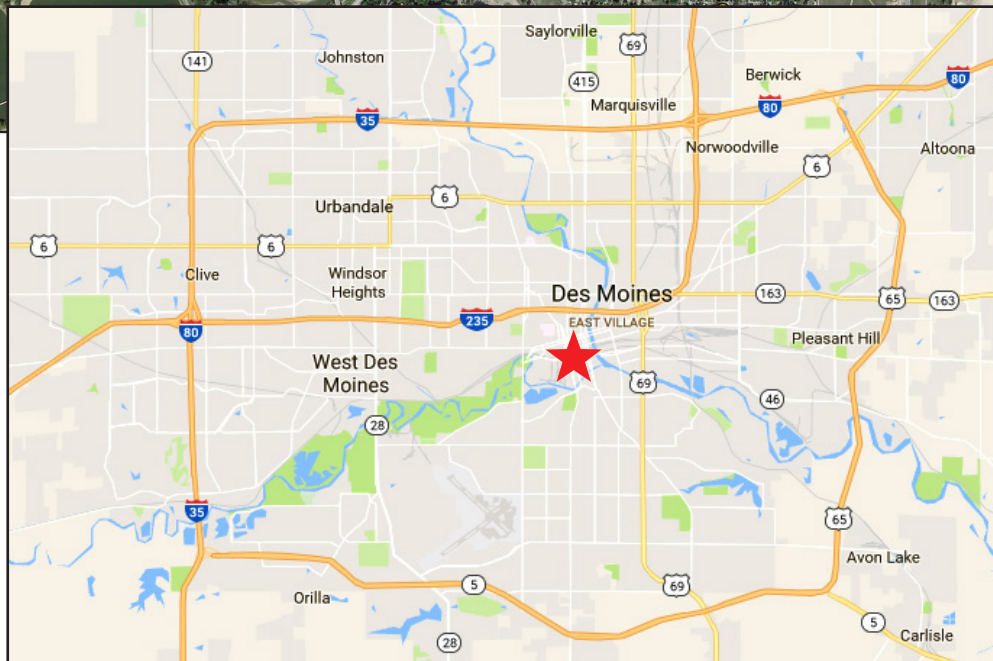 Saylorville
69
141
Johnston
415
Berwick
80
Marquisville
80
35
Norwoodville
Altoona
6
6
Urbandale
6
6
Clive
Windsor
Heights
Des Moines
163
65
163
235
EAST VILLAGE
80
Pleasant Hill
West Des
Moines
69
46
28
35
65
Avon Lake
5
69
Orilla
5
28
Carlisle